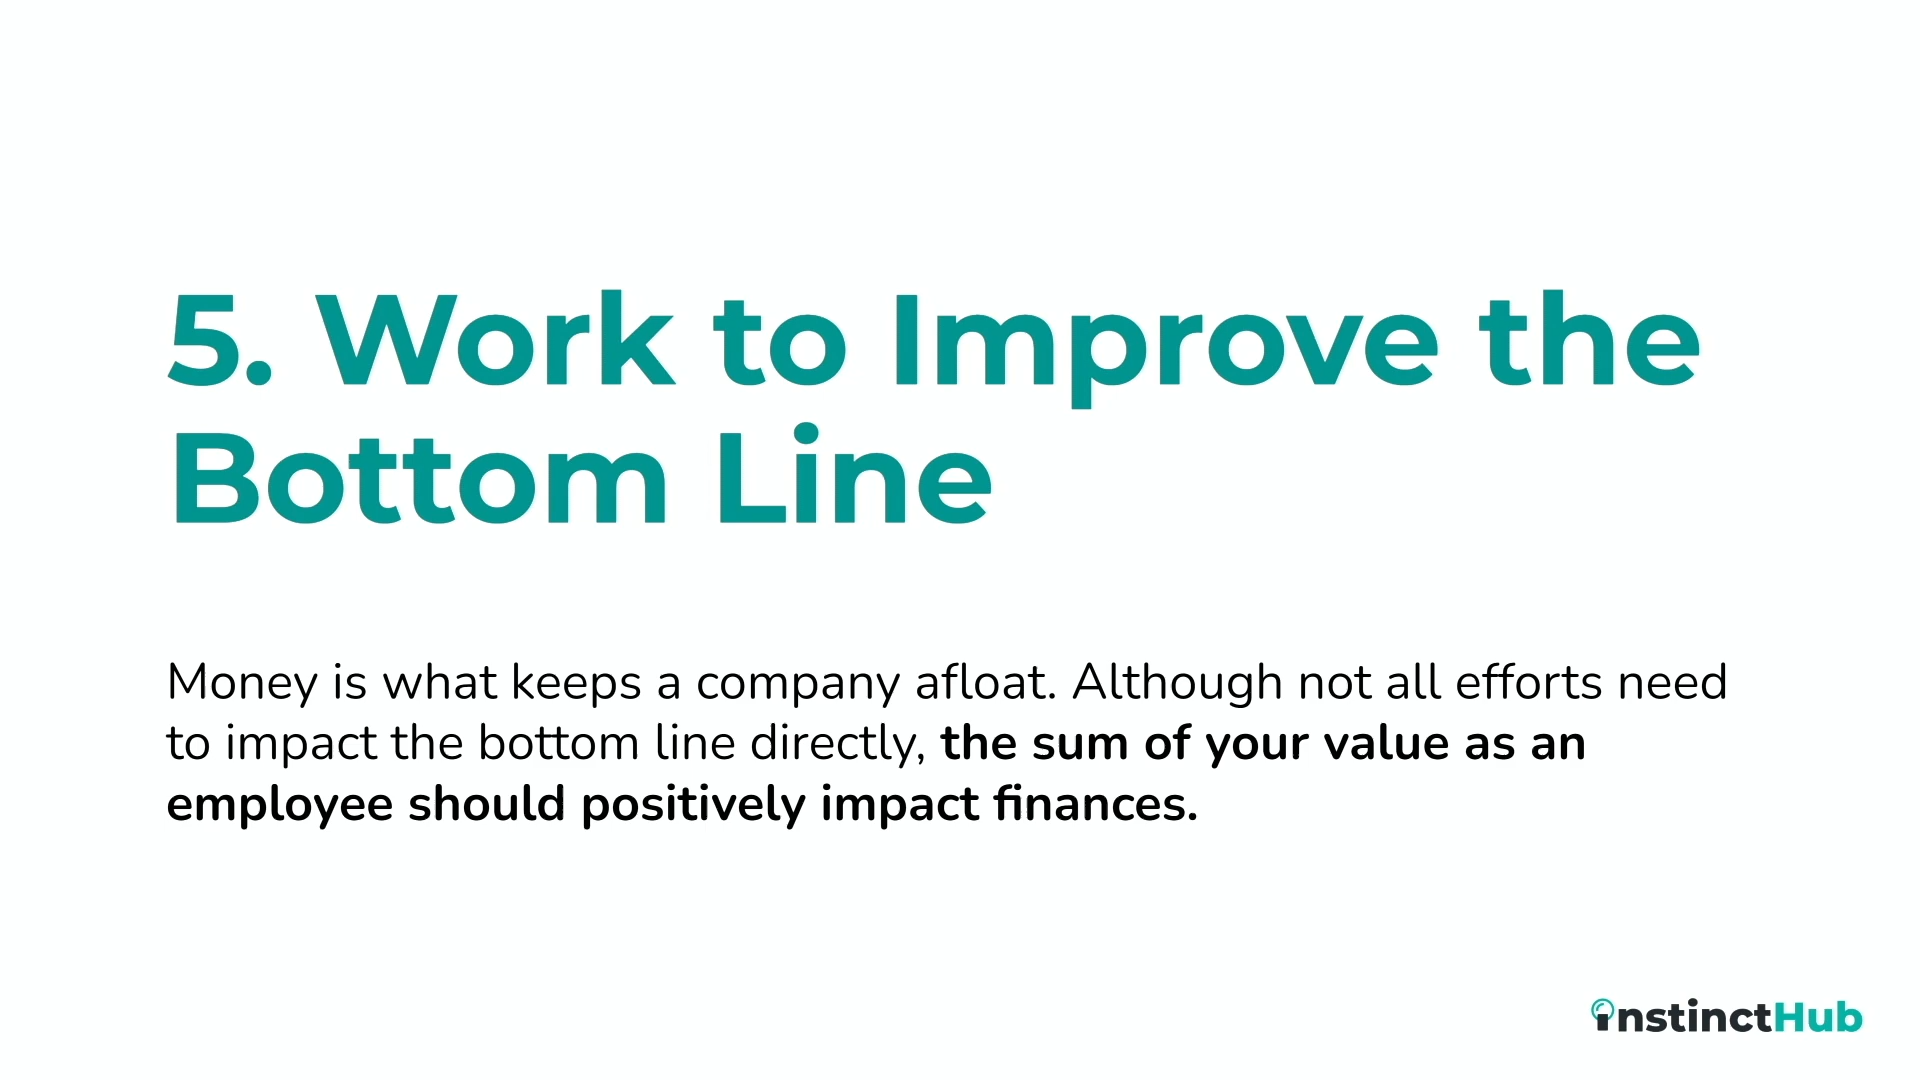 5. Work to Improve the
Bottom Line
Money is what keeps a company afloat. Although not all efforts need
to impact the bottom line directly, the sum of your value as an
employee should positively impact finances.
instinctHub